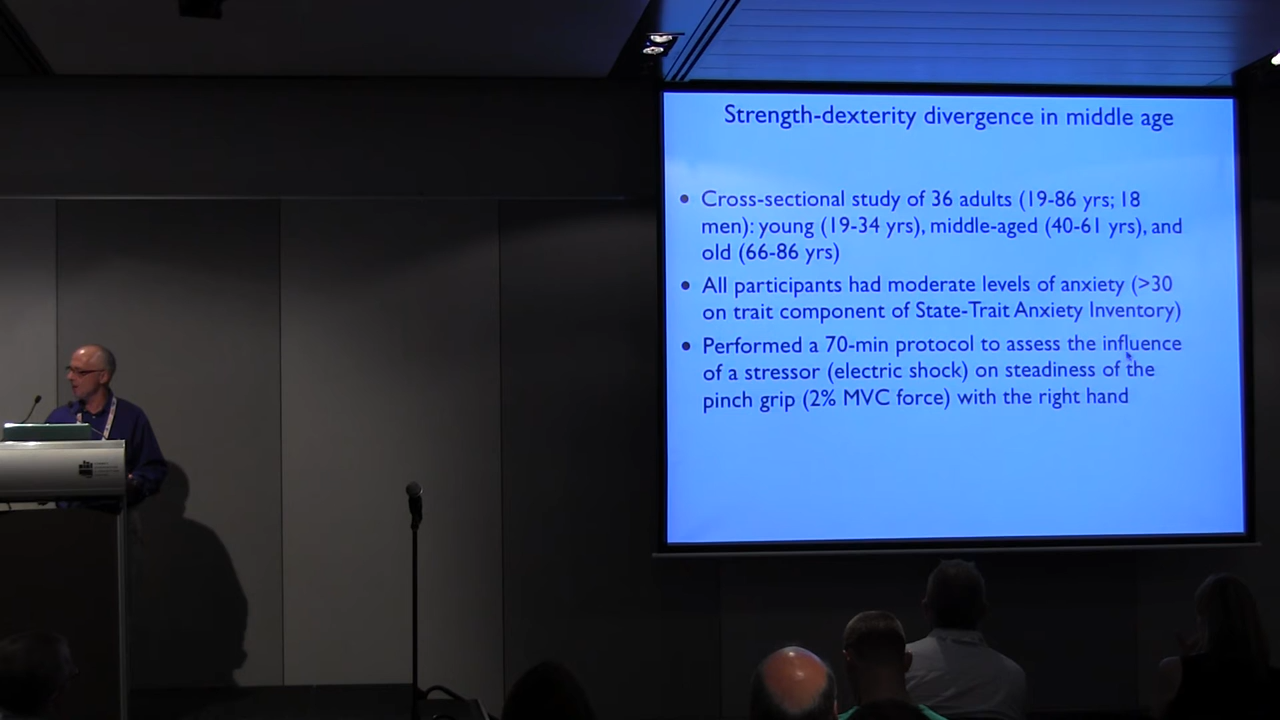 Strength-dexterity divergence in middle age
• Cross-sectional study of 36 adults (19-86 yrs; 18
men): young (19-34 yrs), middle-aged (40-61 yrs), and
old (66-86 yrs)
• All participants had moderate levels of anxiety (>30
on trait component of State-Trait Anxiety Inventory)
• Performed a 70-min protocol to assess the influence
of a stressor (electric shock) on steadiness of the
pinch grip (2% MVC force) with the right hand